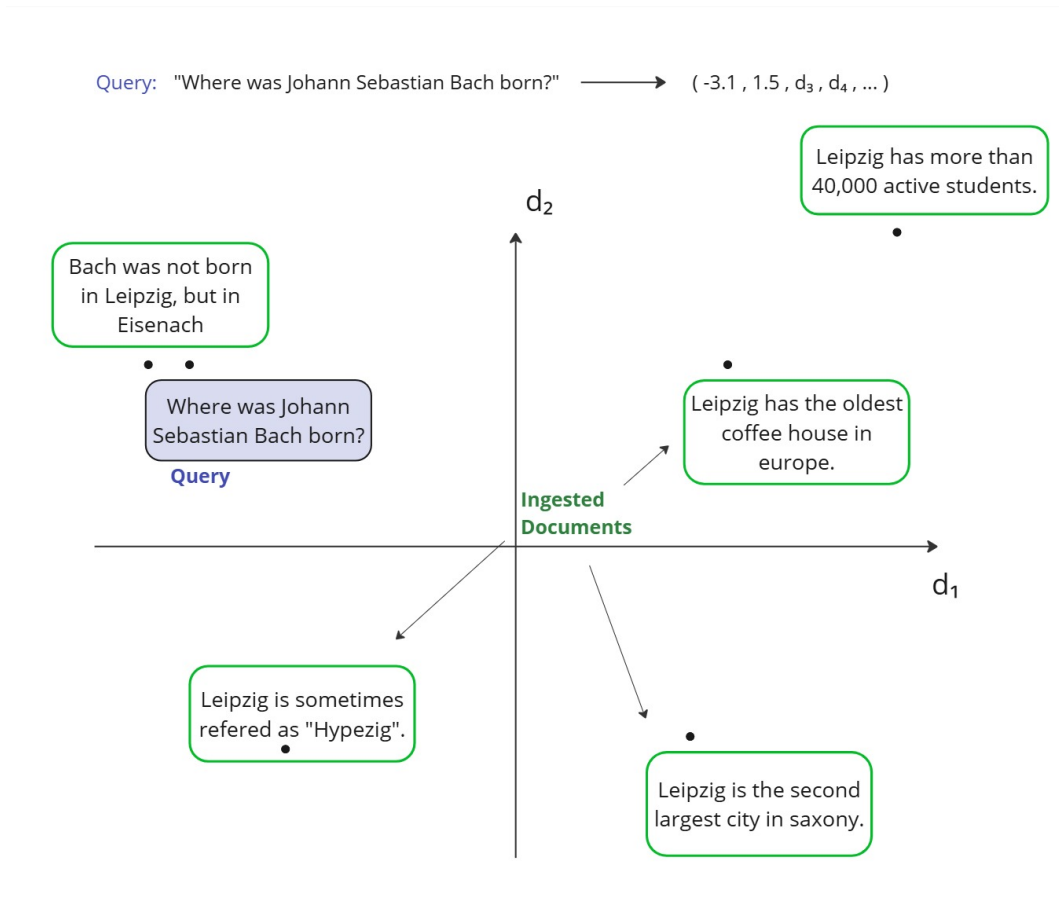 Query: "Where was Johann Sebastian Bach born?" ( -3.1 , 1.5 , d₃ , d₄ , ... )
Leipzig has more than
40,000 active students.
d₂
Bach was not born
in Leipzig, but in
Eisenach
Where was Johann
Sebastian Bach born?
Query
Leipzig has the oldest
coffee house in
europe.
Ingested
Documents
d₁
Leipzig is sometimes
refered as "Hypezig".
Leipzig is the second
largest city in saxony.